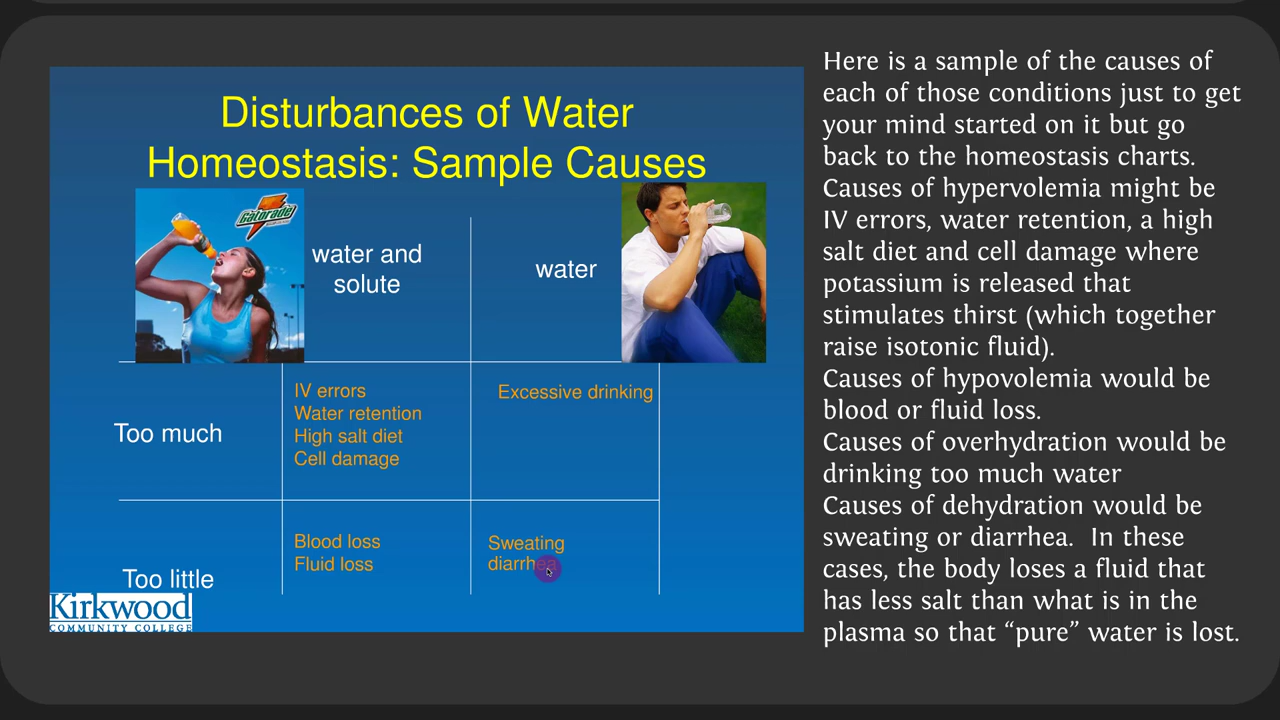 Disturbances of Water
Homeostasis: Sample Causes
Gatorade
water and
solute
water
Too much
IV errors
Water retention
High salt diet
Cell damage
Excessive drinking
Too little
Blood loss
Fluid loss
Sweating
diarrhea
Kirkwood
COMMUNITY COLLEGE
Here is a sample of the causes of
each of those conditions just to get
your mind started on it but go
back to the homeostasis charts.
Causes of hypervolemia might be
IV errors, water retention, a high
salt diet and cell damage where
potassium is released that
stimulates thirst (which together
raise isotonic fluid).
Causes of hypovolemia would be
blood or fluid loss.
Causes of overhydration would be
drinking too much water
Causes of dehydration would be
sweating or diarrhea.  In these
cases, the body loses a fluid that
has less salt than what is in the
plasma so that “pure” water is lost.